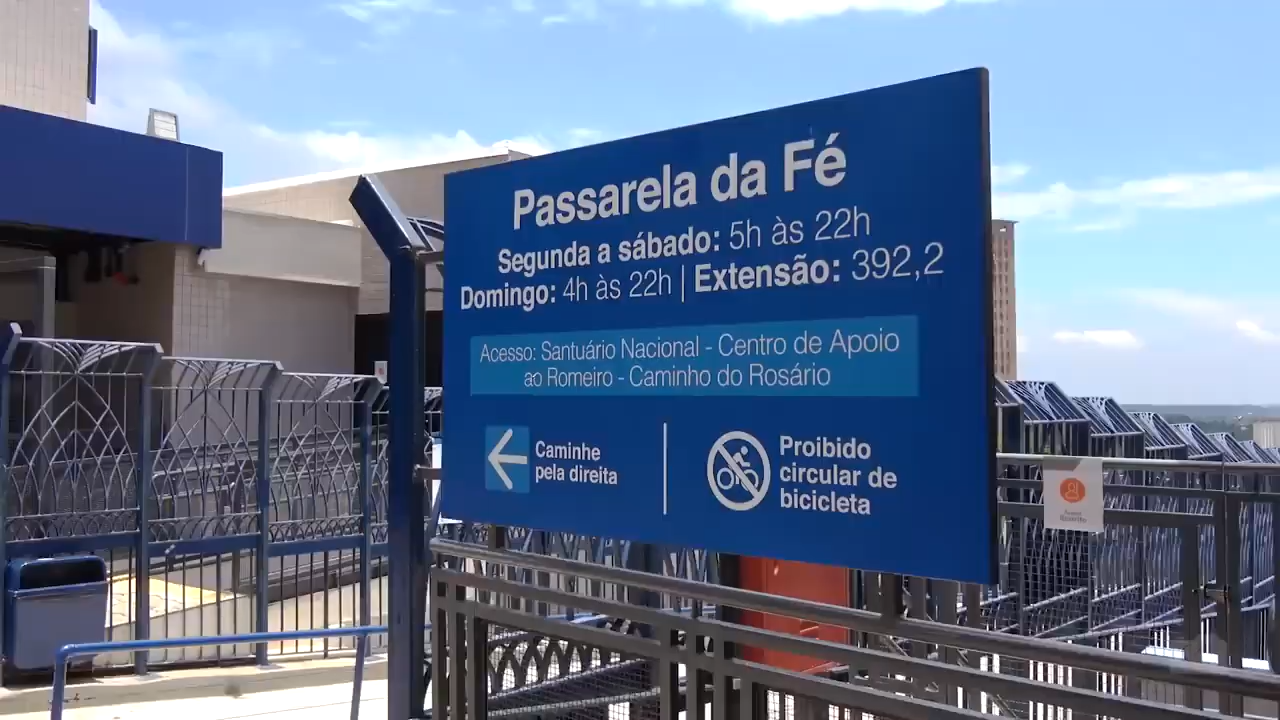 Passarela da Fé
Segunda a sábado: 5h às 22h
Domingo: 4h às 22h | Extensão: 392,2
Acesso: Santuário Nacional - Centro de Apoio
ao Romeiro - Caminho do Rosário
Caminhe
pela direita
Proibido
circular de
bicicleta